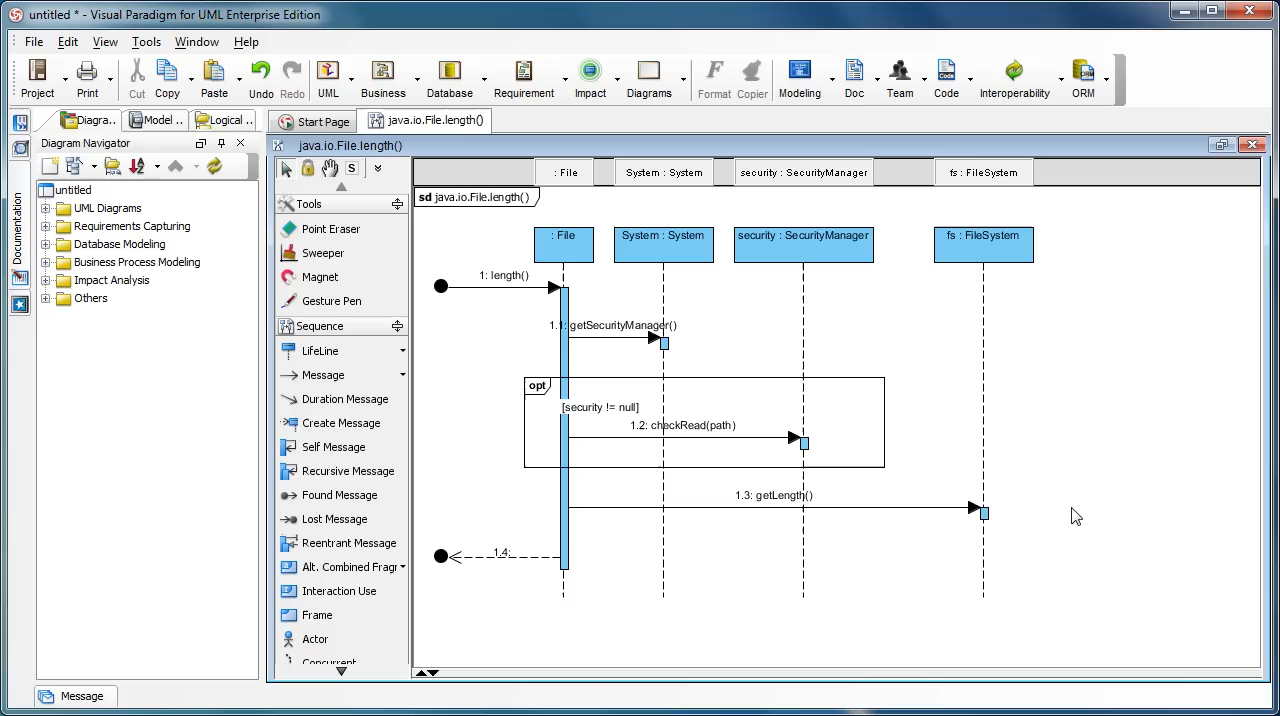 untitled * - Visual Paradigm for UML Enterprise Edition
File Edit View Tools Window Help
Project Print Cut Copy Paste Undo Redo UML Business Database Requirement Impact Diagrams Format Copier Modeling Doc Team Code Interoperability ORM
Diagra.. Model .. Logical .. Start Page java.io.File.length()
Diagram Navigator
java.io.File.length()
Documentation
untitled
UML Diagrams
Requirements Capturing
Database Modeling
Business Process Modeling
Impact Analysis
Others
S
Tools
Point Eraser
Sweeper
Magnet
Gesture Pen
Sequence
LifeLine
Message
Duration Message
Create Message
Self Message
Recursive Message
Found Message
Lost Message
Reentrant Message
Alt. Combined Fragr
Interaction Use
Frame
Actor
Concurrent
: File System : System security : SecurityManager fs : FileSystem
sd java.io.File.length()
: File System : System security : SecurityManager fs : FileSystem
1: length()
1.1: getSecurityManager()
opt
[security != null]
1.2: checkRead(path)
1.3: getLength()
1.4:
Message